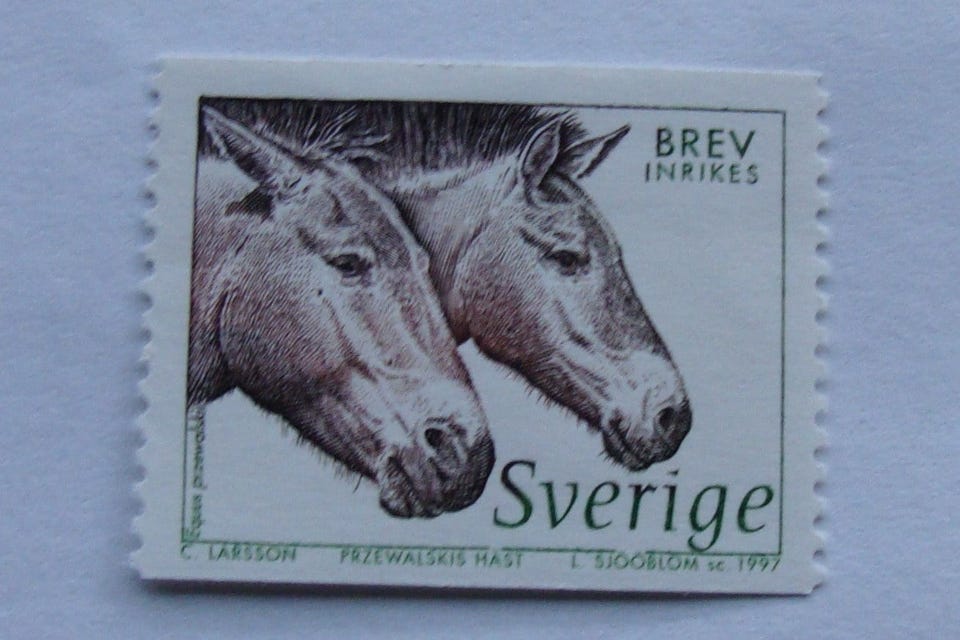 BREV
INRIKES
Equus przewalskii
Sverige
C. LARSSON PRZEWALSKIS HÄST L. SJÖÖBLOM sc. 1997